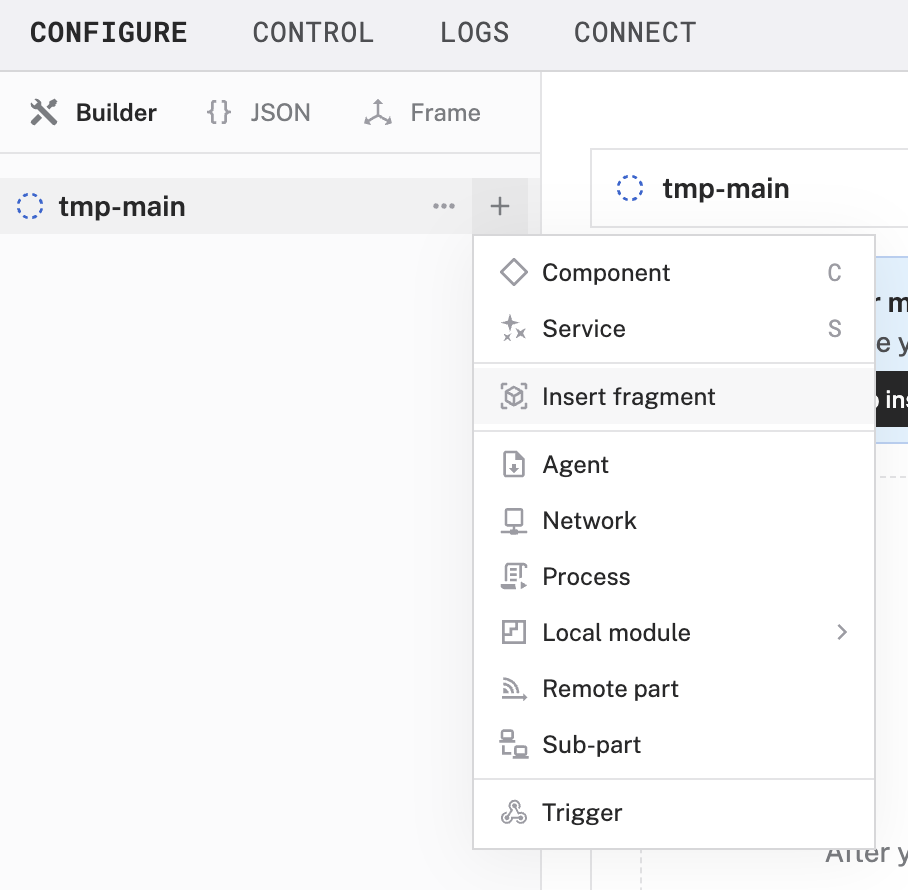 CONFIGURE CONTROL LOGS CONNECT
Builder {} JSON Frame
tmp-main
tmp-main
Component C
Service S
Insert fragment
Agent
Network
Process
Local module
Remote part
Sub-part
Trigger
After y